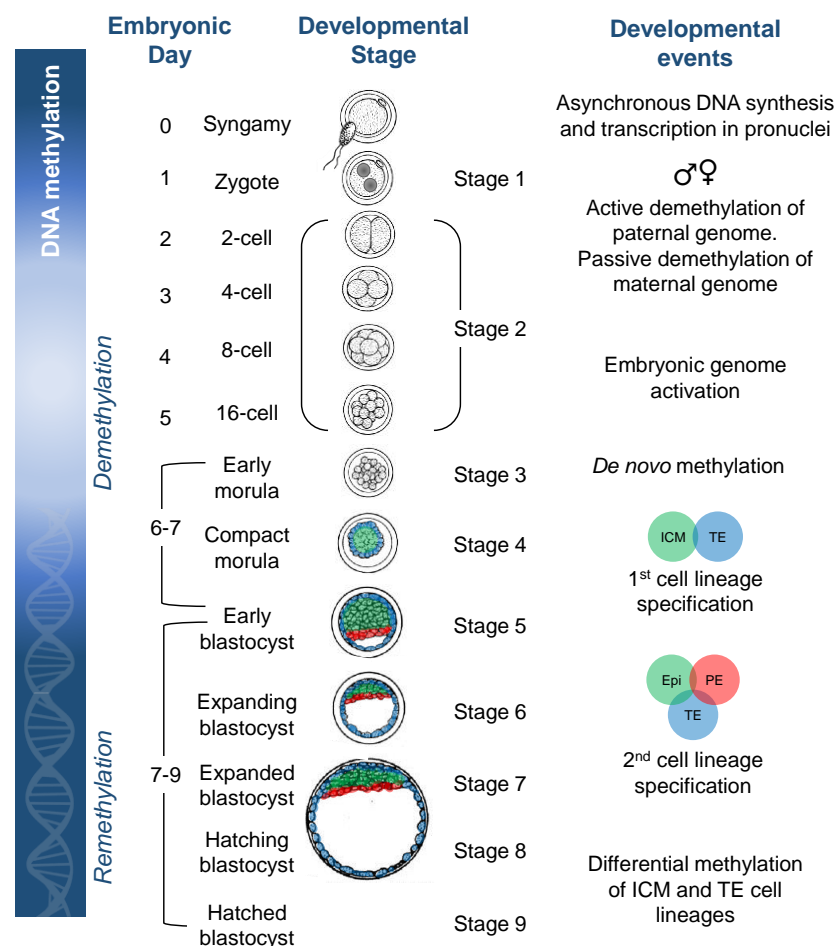 Embryonic
Day
Developmental
Stage
Developmental
events
DNA methylation
Demethylation
Remethylation
0
Syngamy
Asynchronous DNA synthesis
and transcription in pronuclei
1
Zygote
Stage 1
♂♀
Active demethylation of
paternal genome.
Passive demethylation of
maternal genome
2
2-cell
3
4-cell
Stage 2
4
8-cell
Embryonic genome
activation
5
16-cell
Early
morula
Stage 3
De novo methylation
6-7
Compact
morula
Stage 4
ICM
TE
1st cell lineage
specification
Early
blastocyst
Stage 5
Expanding
blastocyst
Stage 6
Epi
PE
TE
2nd cell lineage
specification
7-9
Expanded
blastocyst
Stage 7
Hatching
blastocyst
Stage 8
Differential methylation
of ICM and TE cell
lineages
Hatched
blastocyst
Stage 9